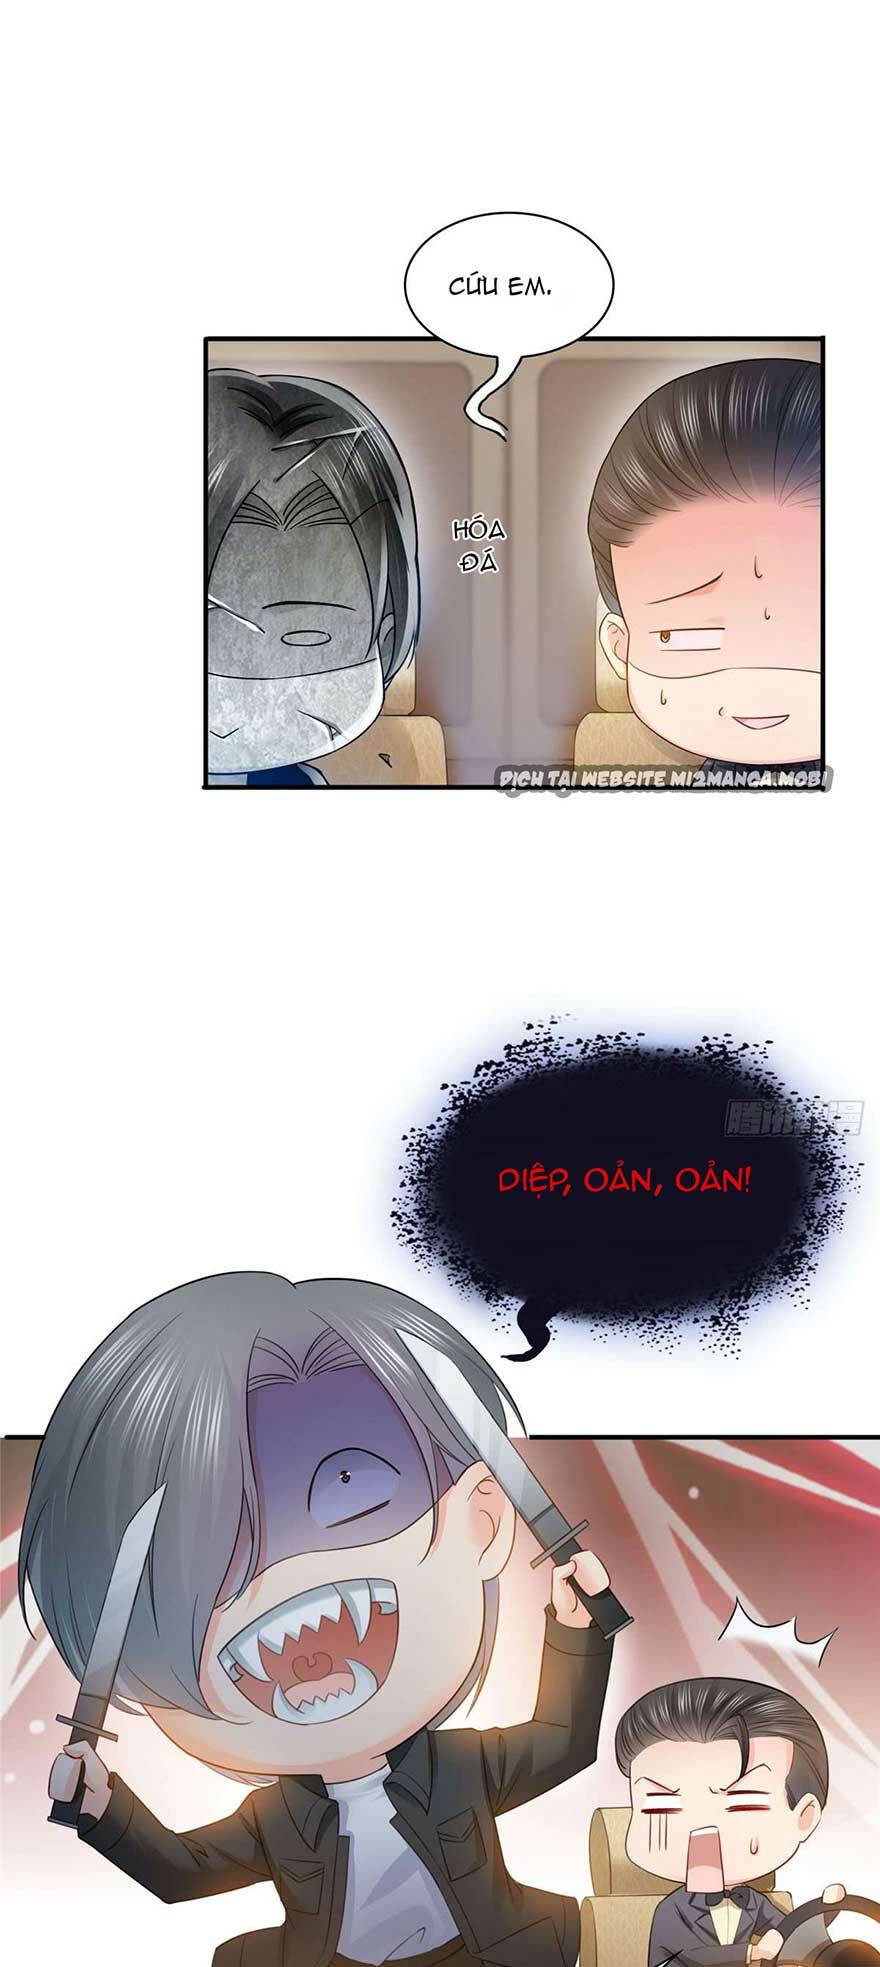 CỨU EM.
HÓA
ĐÁ
DỊCH TẠI WEBSITE MI2MANGA.MOBI
DIỆP, OẢN, OẢN!